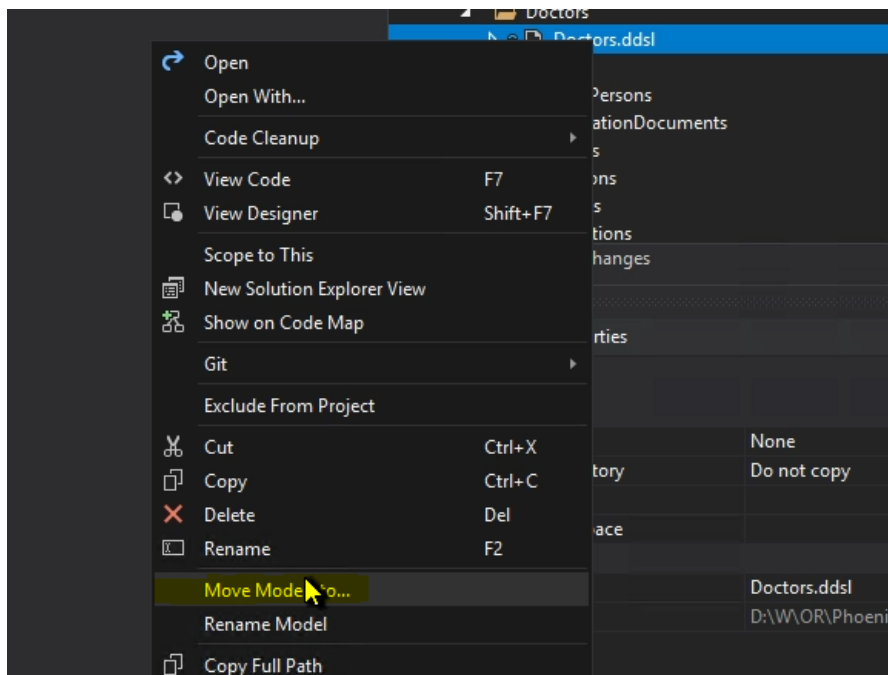 Doctors
Doctors.ddsl
Open
Open With...
Persons
ationDocuments
Code Cleanup
s
View Code F7
ons
View Designer Shift+F7
s
tions
Scope to This
hanges
New Solution Explorer View
Show on Code Map
rties
Git
Exclude From Project
Cut Ctrl+X
None
Copy Ctrl+C
tory
Do not copy
Delete Del
ace
Rename F2
Move Model to...
Doctors.ddsl
Rename Model
D:\W\OR\Phoeni
Copy Full Path